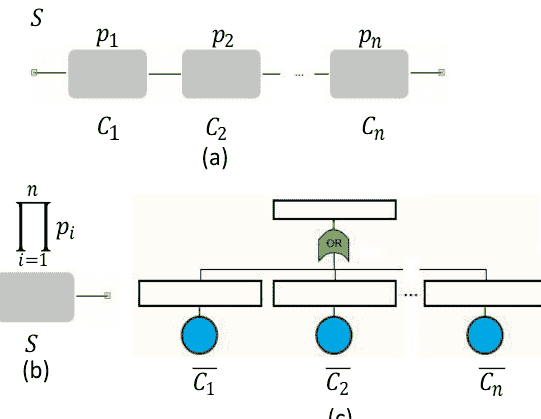 S
p₁ p₂ pₙ
...
C₁ C₂ Cₙ
(a)
n
∏ pᵢ
i=1
S
(b)
OR
...
C̅₁ C̅₂ C̅ₙ
(c)